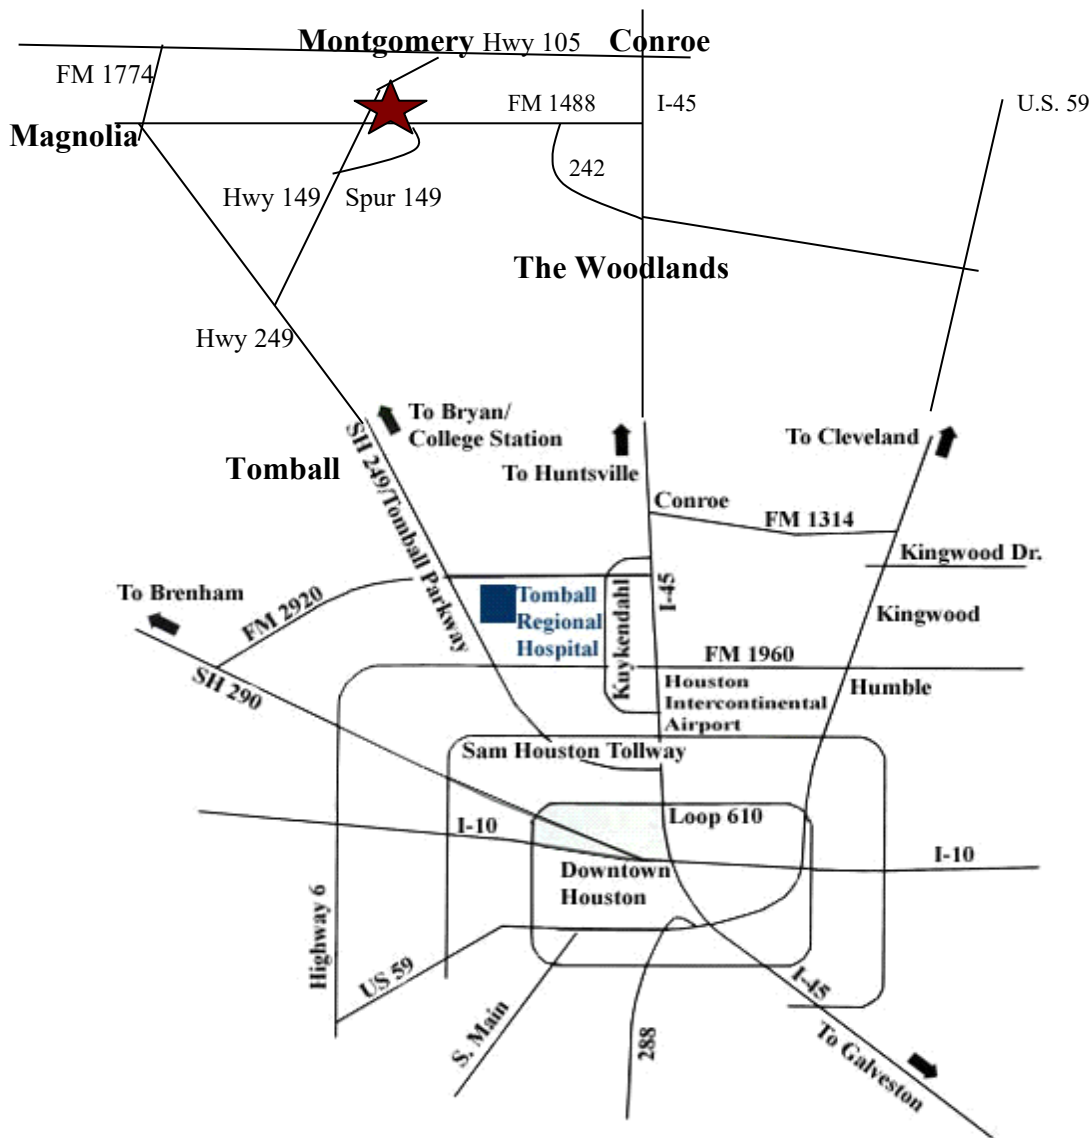 Montgomery Hwy 105 Conroe
FM 1774
FM 1488
I-45
U.S. 59
Magnolia
242
Hwy 149
Spur 149
The Woodlands
Hwy 249
To Bryan/
College Station
To Huntsville
To Cleveland
Tomball
SH 249/Tomball Parkway
Conroe
FM 1314
Kingwood Dr.
To Brenham
FM 2920
Tomball
Regional
Hospital
Kuykendahl
I-45
Kingwood
FM 1960
SH 290
Houston
Intercontinental
Airport
Humble
Sam Houston Tollway
Loop 610
I-10
I-10
Downtown
Houston
Highway 6
US 59
S. Main
288
I-45
To Galveston